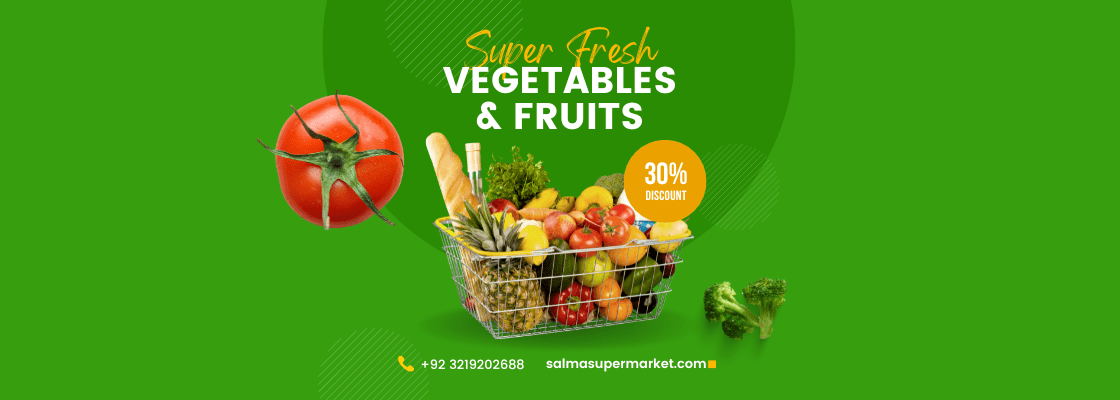 Super Fresh
VEGETABLES
& FRUITS
30%
DISCOUNT
+92 3219202688
salmasupermarket.com